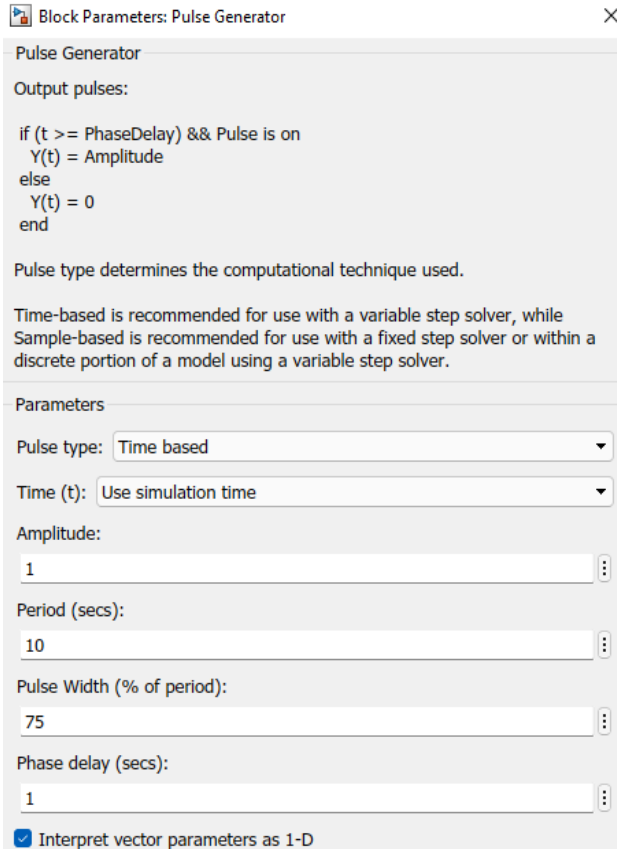 Block Parameters: Pulse Generator
Pulse Generator
Output pulses:
if (t >= PhaseDelay) && Pulse is on
Y(t) = Amplitude
else
Y(t) = 0
end
Pulse type determines the computational technique used.
Time-based is recommended for use with a variable step solver, while
Sample-based is recommended for use with a fixed step solver or within a
discrete portion of a model using a variable step solver.
Parameters
Pulse type: Time based
Time (t): Use simulation time
Amplitude:
1
Period (secs):
10
Pulse Width (% of period):
75
Phase delay (secs):
1
Interpret vector parameters as 1-D